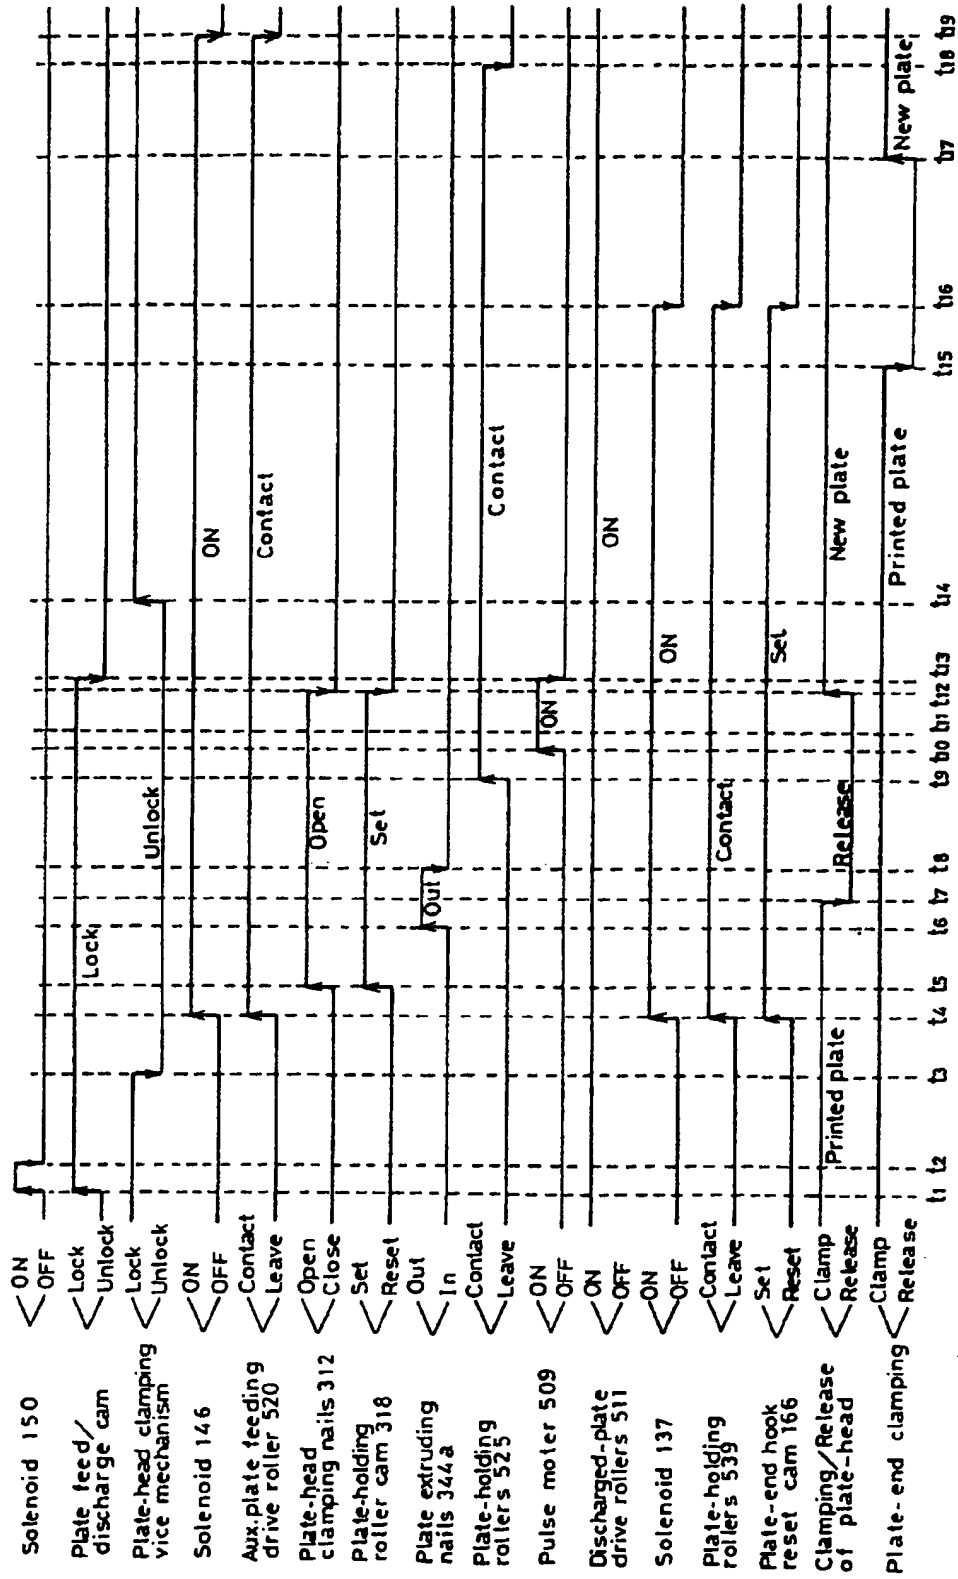 Solenoid 150
ON
OFF
Plate feed/
discharge cam
Lock
Unlock
Lock
Plate-head clamping
vice mechanism
Lock
Unlock
Unlock
Solenoid 146
ON
OFF
ON
Aux.plate feeding
drive roller 520
Contact
Leave
Contact
Plate-head
clamping nails 312
Open
Close
Open
Plate-holding
roller cam 318
Set
Reset
Set
Plate extruding
nails 344a
Out
In
Out
Plate-holding
rollers 525
Contact
Leave
Contact
Pulse moter 509
ON
OFF
ON
Discharged-plate
drive rollers 511
ON
OFF
ON
Solenoid 137
ON
OFF
ON
Plate-holding
rollers 539
Contact
Leave
Contact
Plate-end hook
reset cam 166
Set
Reset
Set
Clamping/Release
of plate-head
Clamp
Release
Printed plate
Release
New plate
Plate-end clamping
Clamp
Release
Printed plate
New plate
t1 t2 t3 t4 t5 t6 t7 t8 t9 t10 t11 t12 t13 t14 t15 t16 t17 t18 t19